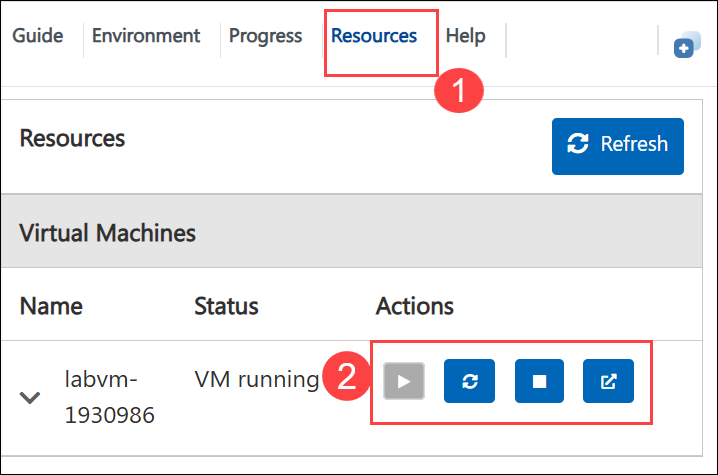 Guide Environment Progress Resources Help
1
Resources Refresh
Virtual Machines
Name Status Actions
labvm- VM running 2
1930986